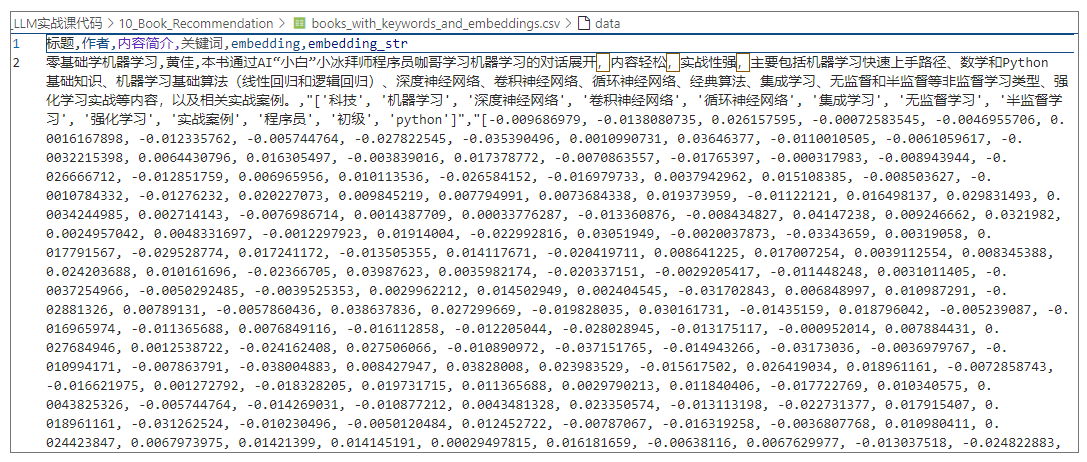 _LLM实战课代码 > 10_Book_Recommendation > books_with_keywords_and_embeddings.csv > data
1 标题,作者,内容简介,关键词,embedding,embedding_str
2 零基础学机器学习,黄佳,本书通过AI“小白”小冰拜师程序员咖哥学习机器学习的对话展开，内容轻松，实战性强，主要包括机器学习快速上手路径、数学和Python
基础知识、机器学习基础算法（线性回归和逻辑回归）、深度神经网络、卷积神经网络、循环神经网络、经典算法、集成学习、无监督和半监督等非监督学习类型、强
化学习实战等内容，以及相关实战案例。,"['科技', '机器学习', '深度神经网络', '卷积神经网络', '循环神经网络', '集成学习', '无监督学习', '半监督学
习', '强化学习', '实战案例', '程序员', '初级', 'python']","[-0.009686979, -0.0138080735, 0.026157595, -0.00072583545, -0.0046955706, 0.
0016167898, -0.012335762, -0.005744764, -0.027822545, -0.035390496, 0.0010990731, 0.03646377, -0.0110010505, -0.0061059617, -0.
0032215398, 0.0064430796, 0.016305497, -0.003839016, 0.017378772, -0.0070863557, -0.01765397, -0.000317983, -0.008943944, -0.
026666712, -0.012851759, 0.006965956, 0.010113536, -0.026584152, -0.016979733, 0.0037942962, 0.015108385, -0.008503627, -0.
0010784332, -0.01276232, 0.020227073, 0.009845219, 0.007794991, 0.0073684338, 0.019373959, -0.01122121, 0.016498137, 0.029831493, 0.
0034244985, 0.002714143, -0.0076986714, 0.0014387709, 0.00033776287, -0.013360876, -0.008434827, 0.04147238, 0.009246662, 0.0321982, 
0.0024957042, 0.0048331697, -0.0012297923, 0.01914004, -0.022992816, 0.03051949, -0.0020037873, -0.03343659, 0.00319058, 0.
017791567, -0.029528774, 0.017241172, -0.013505355, 0.014117671, -0.020419711, 0.008641225, 0.017007254, 0.0039112554, 0.008345388, 
0.024203688, 0.010161696, -0.02366705, 0.03987623, 0.0035982174, -0.020337151, -0.0029205417, -0.011448248, 0.0031011405, -0.
0037254966, -0.0050292485, -0.0039525353, 0.0029962212, 0.014502949, 0.002404545, -0.031702843, 0.006848997, 0.010987291, -0.
02881326, 0.00789131, -0.0057860436, 0.038637836, 0.027299669, -0.019828035, 0.030161731, -0.01435159, 0.018796042, -0.005239087, -0.
016965974, -0.011365688, 0.0076849116, -0.016112858, -0.012205044, -0.028028945, -0.013175117, -0.000952014, 0.007884431, 0.
027684946, 0.0012538722, -0.024162408, 0.027506066, -0.010890972, -0.037151765, -0.014943266, -0.03173036, -0.0036979767, -0.
010994171, -0.007863791, -0.038004883, 0.008427947, 0.03828008, 0.023983529, -0.015617502, 0.026419034, 0.018961161, -0.0072858743, 
-0.016621975, 0.001272792, -0.018328205, 0.019731715, 0.011365688, 0.0029790213, 0.011840406, -0.017722769, 0.010340575, 0.
0043825326, -0.005744764, -0.014269031, -0.010877212, 0.0043481328, 0.023350574, -0.013113198, -0.022731377, 0.017915407, 0.
018961161, -0.031262524, -0.010230496, -0.0050120484, 0.012452722, -0.00787067, -0.016319258, -0.0036807768, 0.010980411, 0.
024423847, 0.0067973975, 0.01421399, 0.014145191, 0.00029497815, 0.016181659, -0.00638116, 0.0067629977, -0.013037518, -0.024822883,